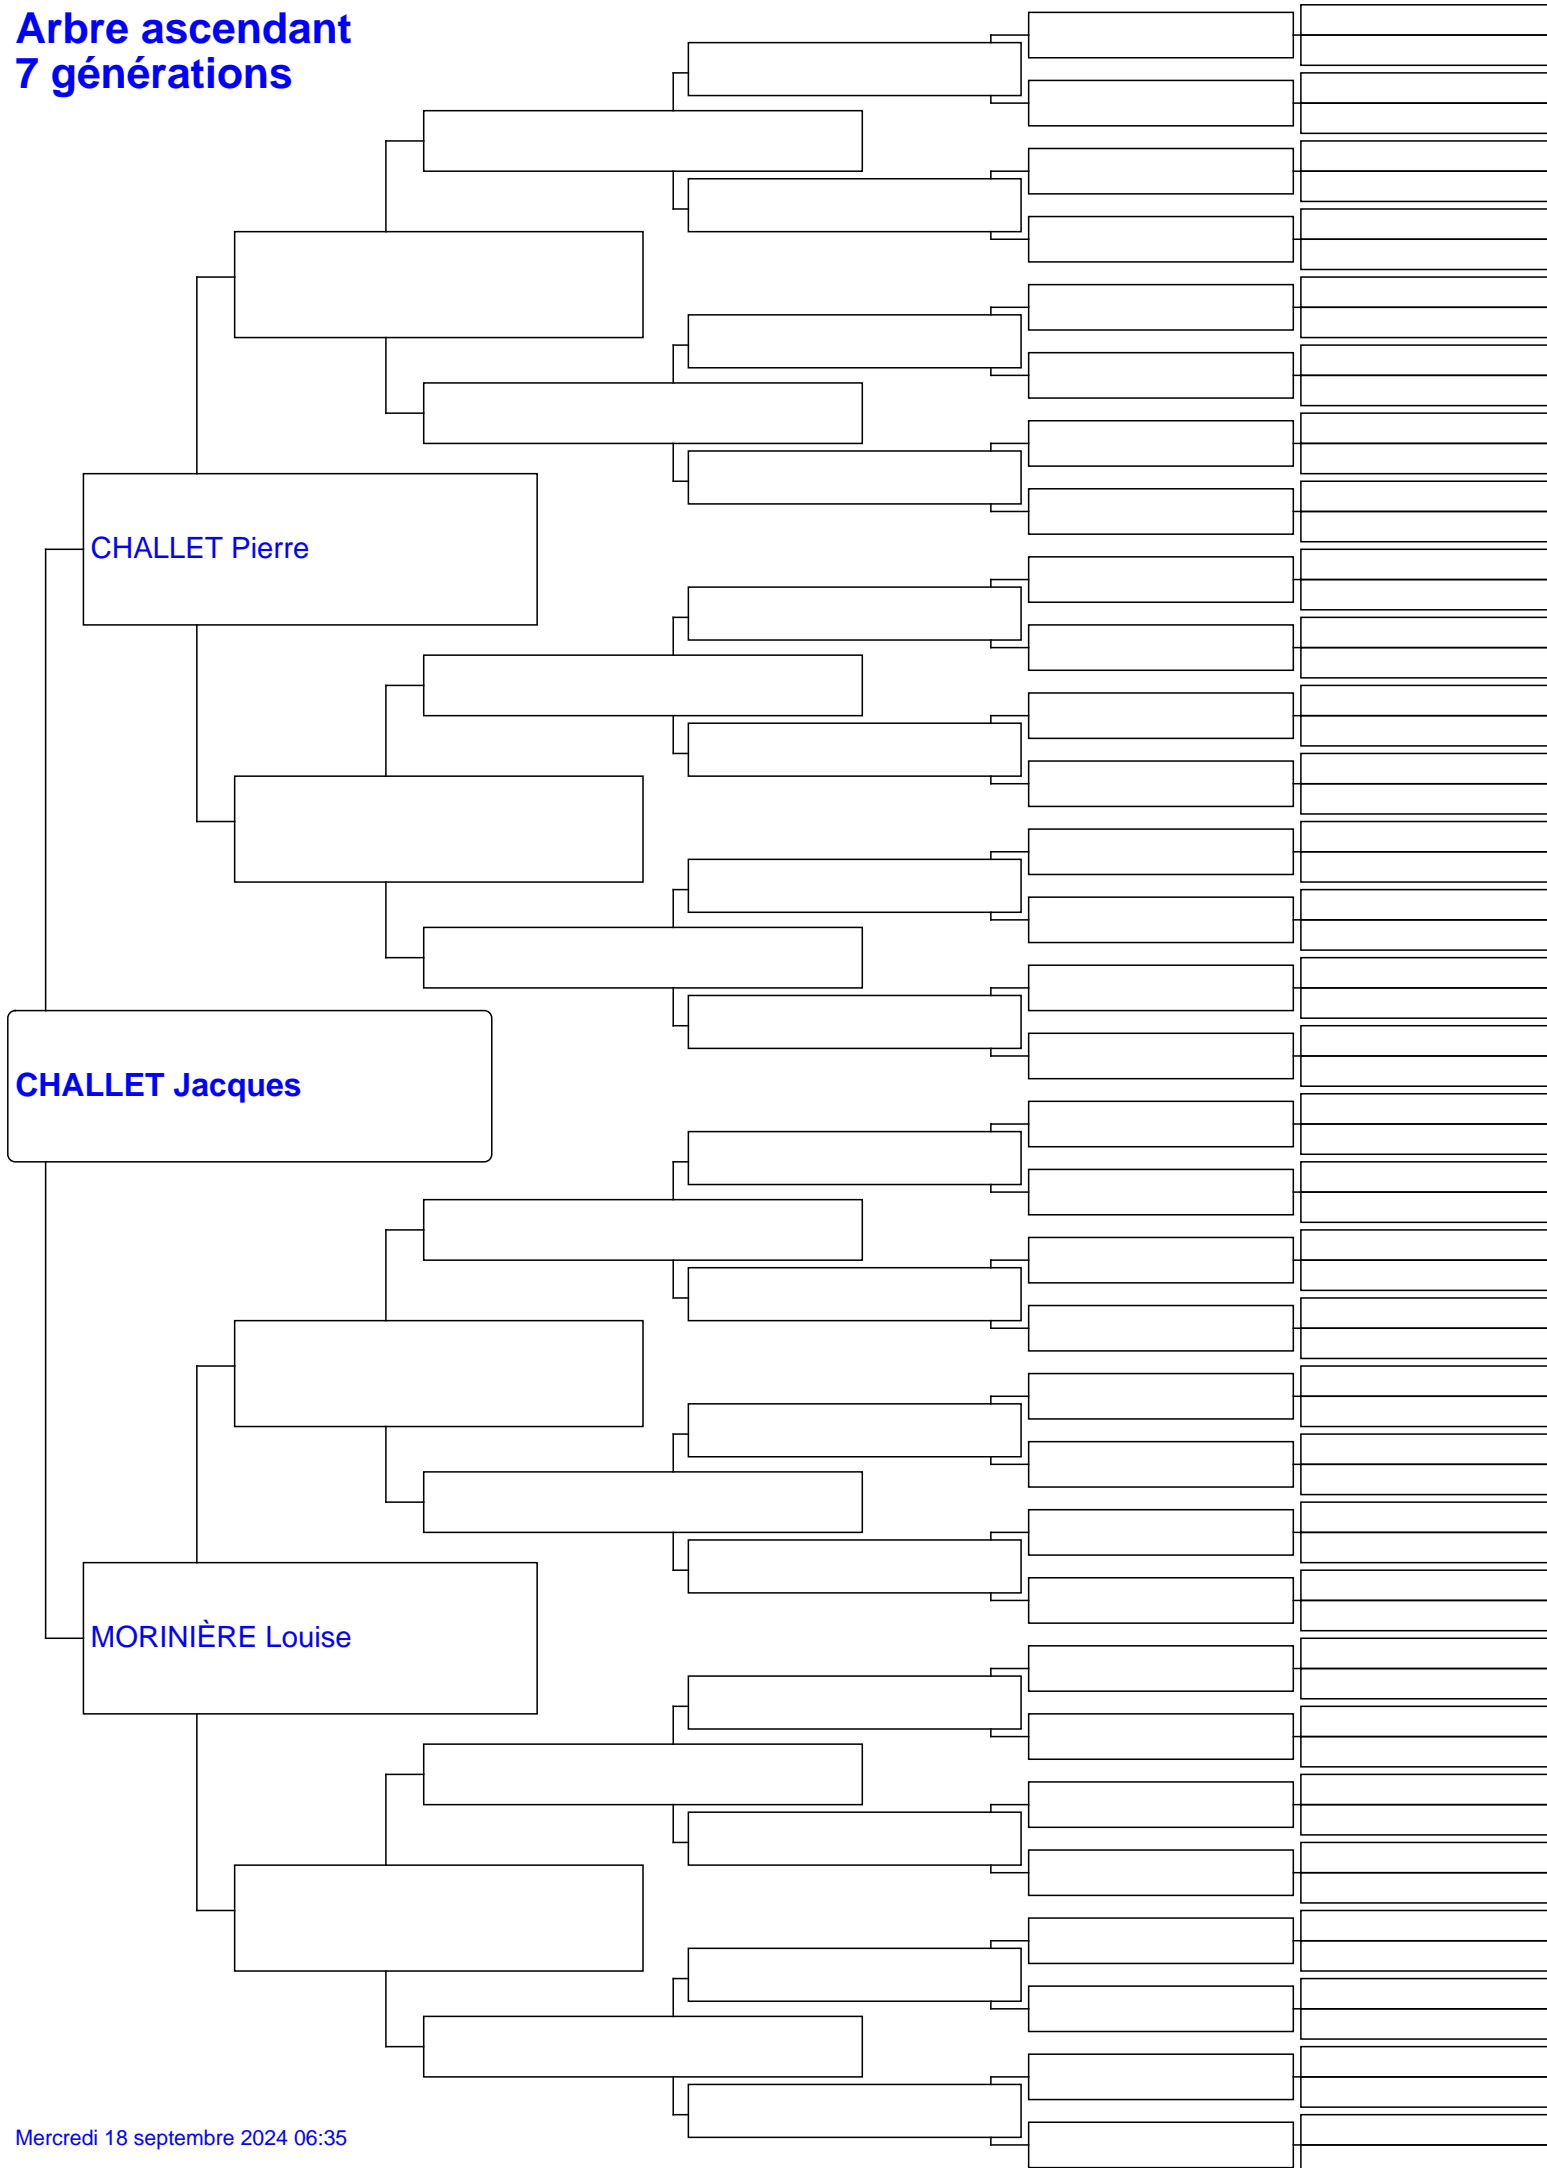 Arbre ascendant
7 générations
CHALLET Pierre
CHALLET Jacques
MORINIÈRE Louise
Mercredi 18 septembre 2024 06:35